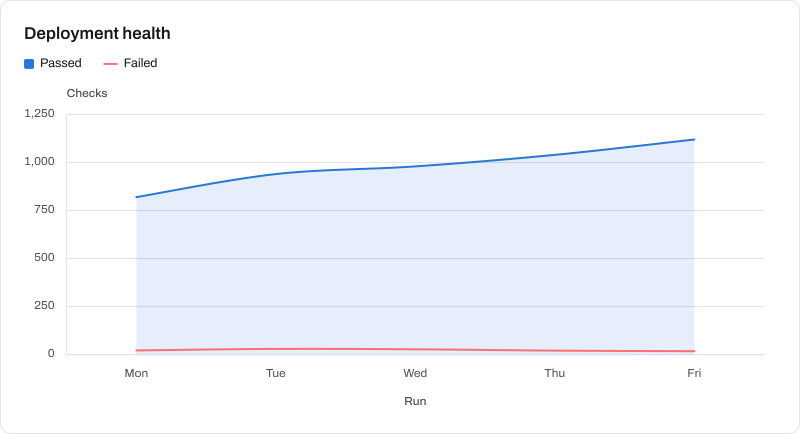 Deployment health
Passed Failed
Checks
1,250
1,000
750
500
250
0
Mon Tue Wed Thu Fri
Run